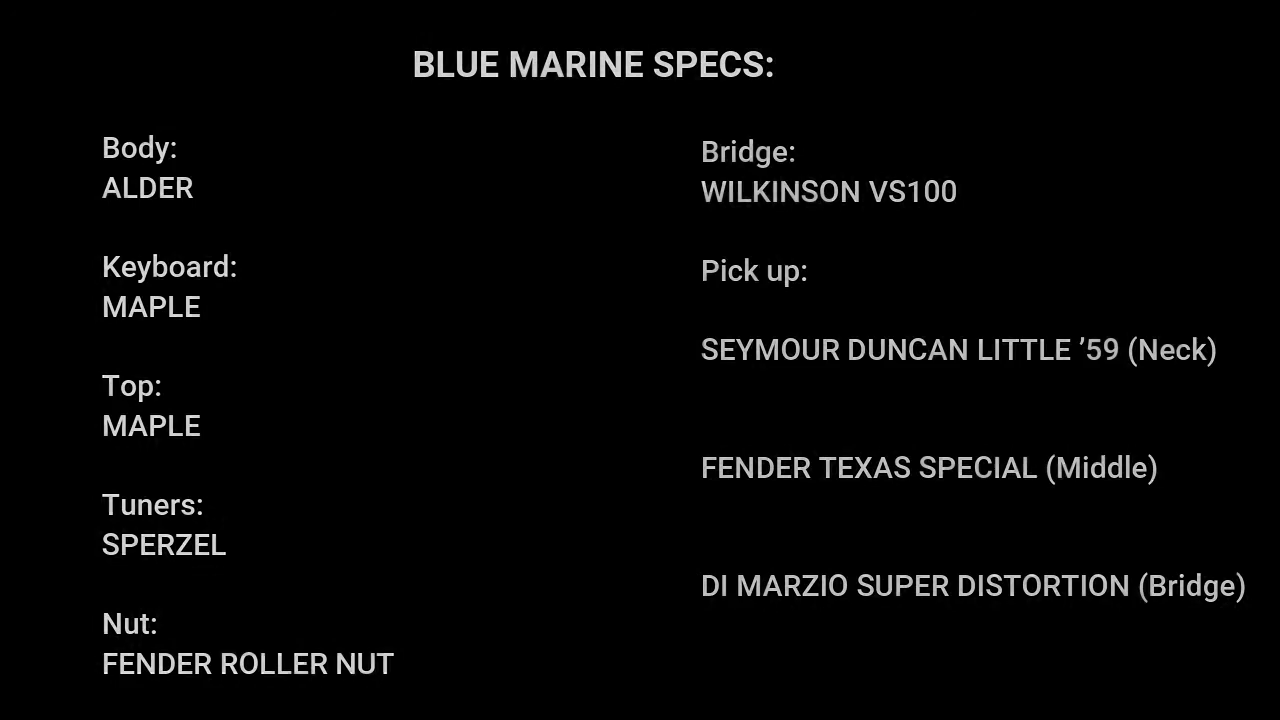 BLUE MARINE SPECS:
Body:
ALDER
Keyboard:
MAPLE
Top:
MAPLE
Tuners:
SPERZEL
Nut:
FENDER ROLLER NUT
Bridge:
WILKINSON VS100
Pick up:
SEYMOUR DUNCAN LITTLE ’59 (Neck)
FENDER TEXAS SPECIAL (Middle)
DI MARZIO SUPER DISTORTION (Bridge)